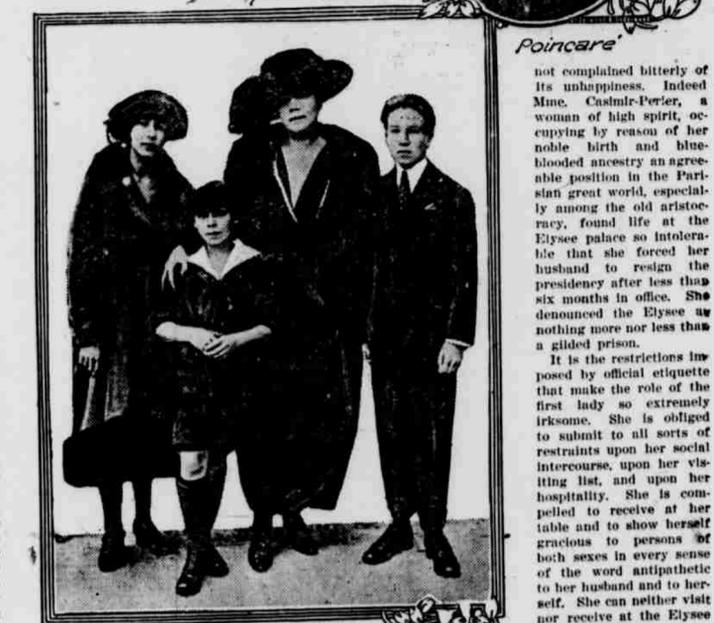 Poincaré
not complained bitterly of
its unhappiness. Indeed
Mme. Casimir-Perier, a
woman of high spirit, oc-
cupying by reason of her
noble birth and blue-
blooded ancestry an agree-
able position in the Pari-
sian great world, especial-
ly among the old aristoc-
racy, found life at the
Elysee palace so intolera-
ble that she forced her
husband to resign the
presidency after less than
six months in office. She
denounced the Elysee as
nothing more nor less than
a gilded prison.
It is the restrictions im-
posed by official etiquette
that make the role of the
first lady so extremely
irksome. She is obliged
to submit to all sorts of
restraints upon her social
intercourse, upon her vis-
iting list, and upon her
hospitality. She is com-
pelled to receive at her
table and to show herself
gracious to persons of
both sexes in every sense
of the word antipathetic
to her husband and to her-
self. She can neither visit
nor receive at the Elysee